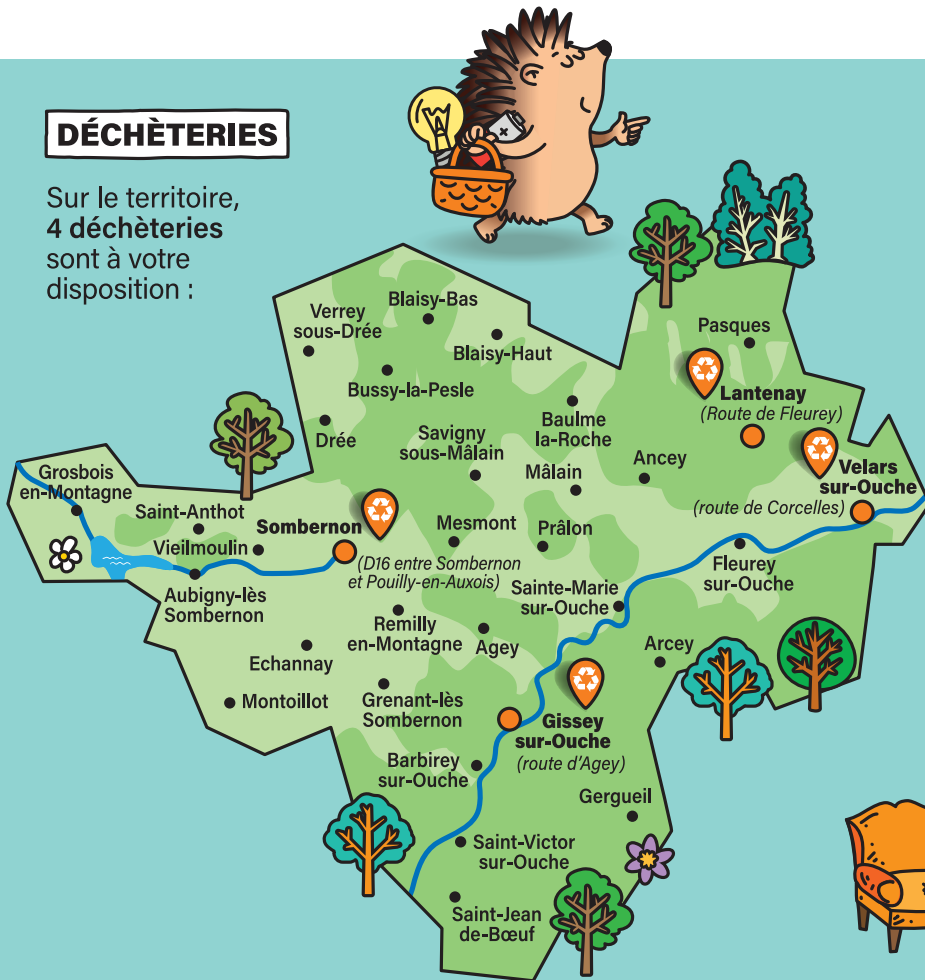 DÉCHÈTERIES
Sur le territoire,
4 déchèteries
sont à votre
disposition :
Blaisy-Bas
Verrey
sous-Drée
Blaisy-Haut
Pasques
Bussy-la-Pesle
Lantenay
(Route de Fleurey)
Baulme
la-Roche
Drée
Savigny
sous-Mâlain
Ancey
Mâlain
Velars
sur-Ouche
(route de Corcelles)
Grosbois
en-Montagne
Saint-Anthot
Sombernon
(D16 entre Sombernon
et Pouilly-en-Auxois)
Mesmont
Prâlon
Vieilmoulin
Fleurey
sur-Ouche
Aubigny-lès
Sombernon
Sainte-Marie
sur-Ouche
Remilly
en-Montagne
Agey
Arcey
Echannay
Montoillot
Grenant-lès
Sombernon
Gissey
sur-Ouche
(route d'Agey)
Barbirey
sur-Ouche
Gergueil
Saint-Victor
sur-Ouche
Saint-Jean
de-Bœuf